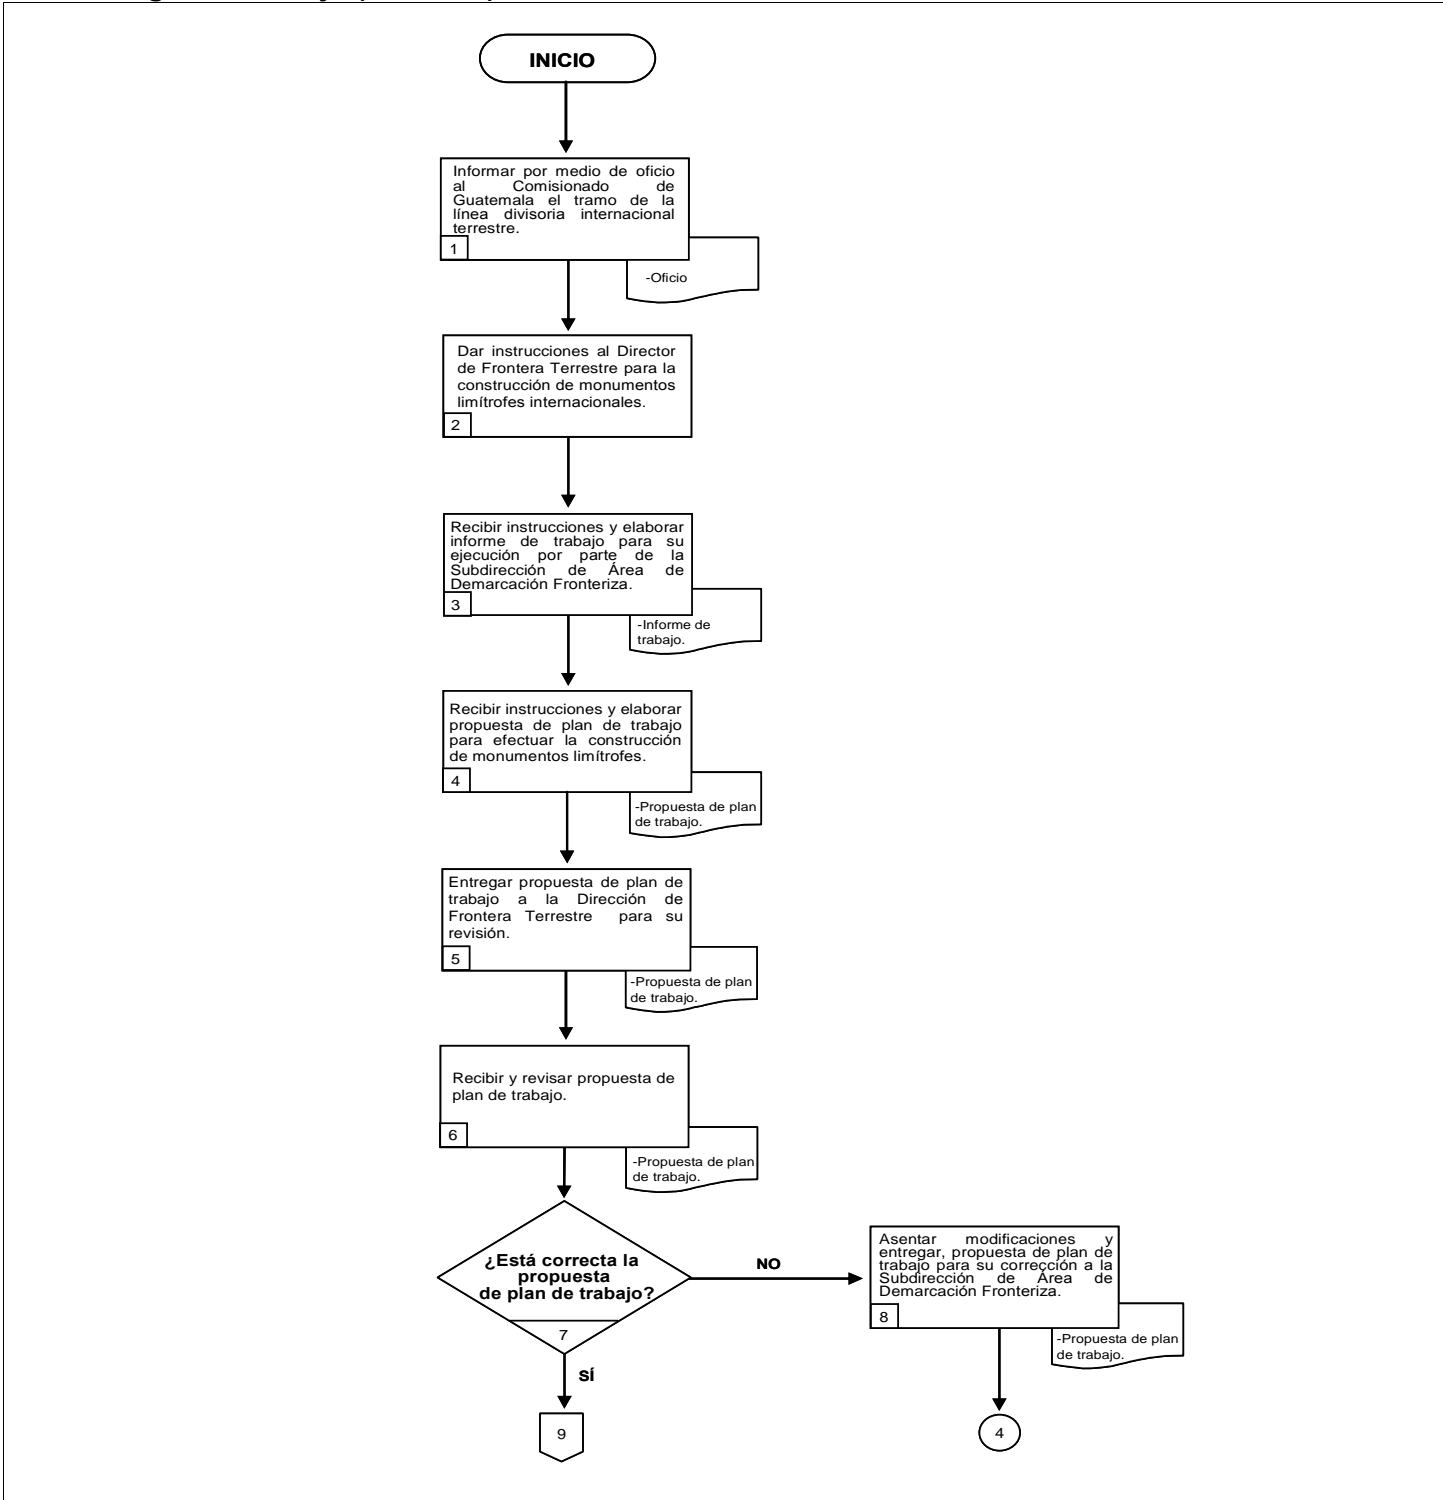 INICIO
Informar por medio de oficio
al Comisionado de
Guatemala el tramo de la
línea divisoria internacional
terrestre.
1
-Oficio
Dar instrucciones al Director
de Frontera Terrestre para la
construcción de monumentos
limítrofes internacionales.
2
Recibir instrucciones y elaborar
informe de trabajo para su
ejecución por parte de la
Subdirección de Área de
Demarcación Fronteriza.
3
-Informe de
trabajo.
Recibir instrucciones y elaborar
propuesta de plan de trabajo
para efectuar la construcción
de monumentos limítrofes.
4
-Propuesta de plan
de trabajo.
Entregar propuesta de plan de
trabajo a la Dirección de
Frontera Terrestre para su
revisión.
5
-Propuesta de plan
de trabajo.
Recibir y revisar propuesta de
plan de trabajo.
6
-Propuesta de plan
de trabajo.
¿Está correcta la
propuesta
de plan de trabajo?
7
NO
Asentar modificaciones y
entregar, propuesta de plan de
trabajo para su corrección a la
Subdirección de Área de
Demarcación Fronteriza.
8
-Propuesta de plan
de trabajo.
SÍ
9
4